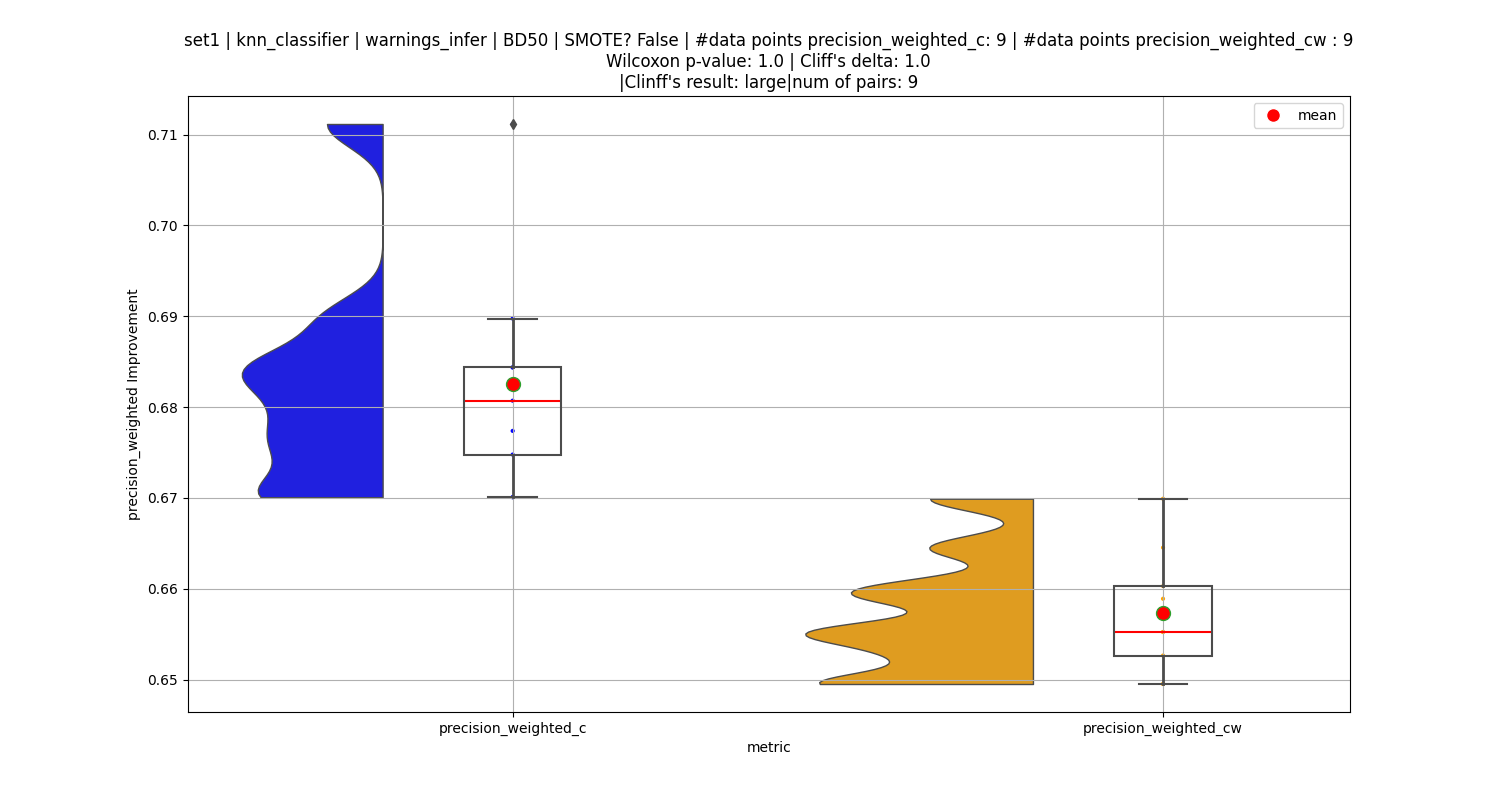 set1 | knn_classifier | warnings_infer | BD50 | SMOTE? False | #data points precision_weighted_c: 9 | #data points precision_weighted_cw : 9
Wilcoxon p-value: 1.0 | Cliff's delta: 1.0
|Clinff's result: large|num of pairs: 9
mean
0.71
0.70
0.69
0.68
0.67
0.66
0.65
precision_weighted Improvement
precision_weighted_c
precision_weighted_cw
metric